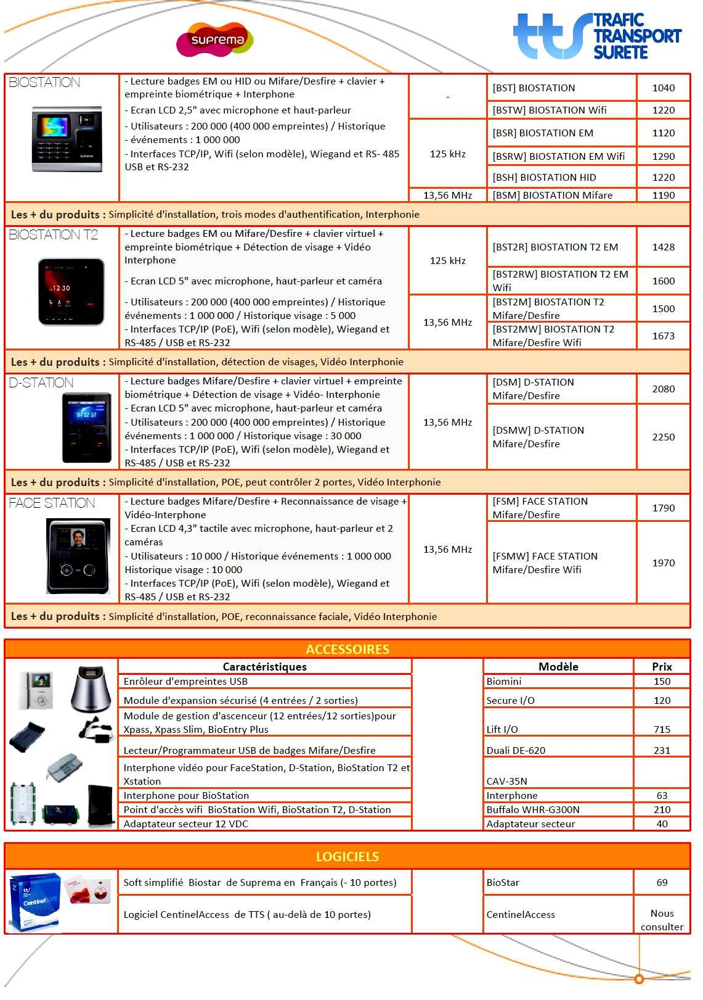 suprema
tts TRAFIC
TRANSPORT
SURETE
BIOSTATION
- Lecture badges EM ou HID ou Mifare/Desfire + clavier +
empreinte biométrique + Interphone
- Ecran LCD 2,5" avec microphone et haut-parleur
- Utilisateurs : 200 000 (400 000 empreintes) / Historique
- événements : 1 000 000
- Interfaces TCP/IP, Wifi (selon modèle), Wiegand et RS- 485
USB et RS-232
-
[BST] BIOSTATION 1040
[BSTW] BIOSTATION Wifi 1220
125 kHz
[BSR] BIOSTATION EM 1120
[BSRW] BIOSTATION EM Wifi 1290
[BSH] BIOSTATION HID 1220
13,56 MHz [BSM] BIOSTATION Mifare 1190
Les + du produits : Simplicité d'installation, trois modes d'authentification, Interphonie
BIOSTATION T2
- Lecture badges EM ou Mifare/Desfire + clavier virtuel +
empreinte biométrique + Détection de visage + Vidéo
Interphone
- Ecran LCD 5" avec microphone, haut-parleur et caméra
- Utilisateurs : 200 000 (400 000 empreintes) / Historique
événements : 1 000 000 / Historique visage : 5 000
- Interfaces TCP/IP (PoE), Wifi (selon modèle), Wiegand et
RS-485 / USB et RS-232
125 kHz
[BST2R] BIOSTATION T2 EM 1428
[BST2RW] BIOSTATION T2 EM
Wifi 1600
13,56 MHz
[BST2M] BIOSTATION T2
Mifare/Desfire 1500
[BST2MW] BIOSTATION T2
Mifare/Desfire Wifi 1673
12 30
Les + du produits : Simplicité d'installation, détection de visages, Vidéo Interphonie
D-STATION
- Lecture badges Mifare/Desfire + clavier virtuel + empreinte
biométrique + Détection de visage + Vidéo- Interphonie
- Ecran LCD 5" avec microphone, haut-parleur et caméra
- Utilisateurs : 200 000 (400 000 empreintes) / Historique
événements : 1 000 000 / Historique visage : 30 000
- Interfaces TCP/IP (PoE), Wifi (selon modèle), Wiegand et
RS-485 / USB et RS-232
13,56 MHz
[DSM] D-STATION
Mifare/Desfire 2080
[DSMW] D-STATION
Mifare/Desfire 2250
04:32:57
Les + du produits : Simplicité d'installation, POE, peut contrôler 2 portes, Vidéo Interphonie
FACE STATION
- Lecture badges Mifare/Desfire + Reconnaissance de visage +
Vidéo-Interphone
- Ecran LCD 4,3" tactile avec microphone, haut-parleur et 2
caméras
- Utilisateurs : 10 000 / Historique événements : 1 000 000
Historique visage : 10 000
- Interfaces TCP/IP (PoE), Wifi (selon modèle), Wiegand et
RS-485 / USB et RS-232
13,56 MHz
[FSM] FACE STATION
Mifare/Desfire 1790
[FSMW] FACE STATION
Mifare/Desfire Wifi 1970
Les + du produits : Simplicité d'installation, POE, reconnaissance faciale, Vidéo Interphonie
ACCESSOIRES
Caractéristiques Modèle Prix
Enrôleur d'empreintes USB Biomini 150
Module d'expansion sécurisé (4 entrées / 2 sorties) Secure I/O 120
Module de gestion d'ascenceur (12 entrées/12 sorties)pour
Xpass, Xpass Slim, BioEntry Plus Lift I/O 715
Lecteur/Programmateur USB de badges Mifare/Desfire Duali DE-620 231
Interphone vidéo pour FaceStation, D-Station, BioStation T2 et
Xstation CAV-35N
Interphone pour BioStation Interphone 63
Point d'accès wifi BioStation Wifi, BioStation T2, D-Station Buffalo WHR-G300N 210
Adaptateur secteur 12 VDC Adaptateur secteur 40
LOGICIELS
tts
CentinelSUITE
Soft simplifié Biostar de Suprema en Français (- 10 portes) BioStar 69
Logiciel CentinelAccess de TTS ( au-delà de 10 portes) CentinelAccess Nous
consulter